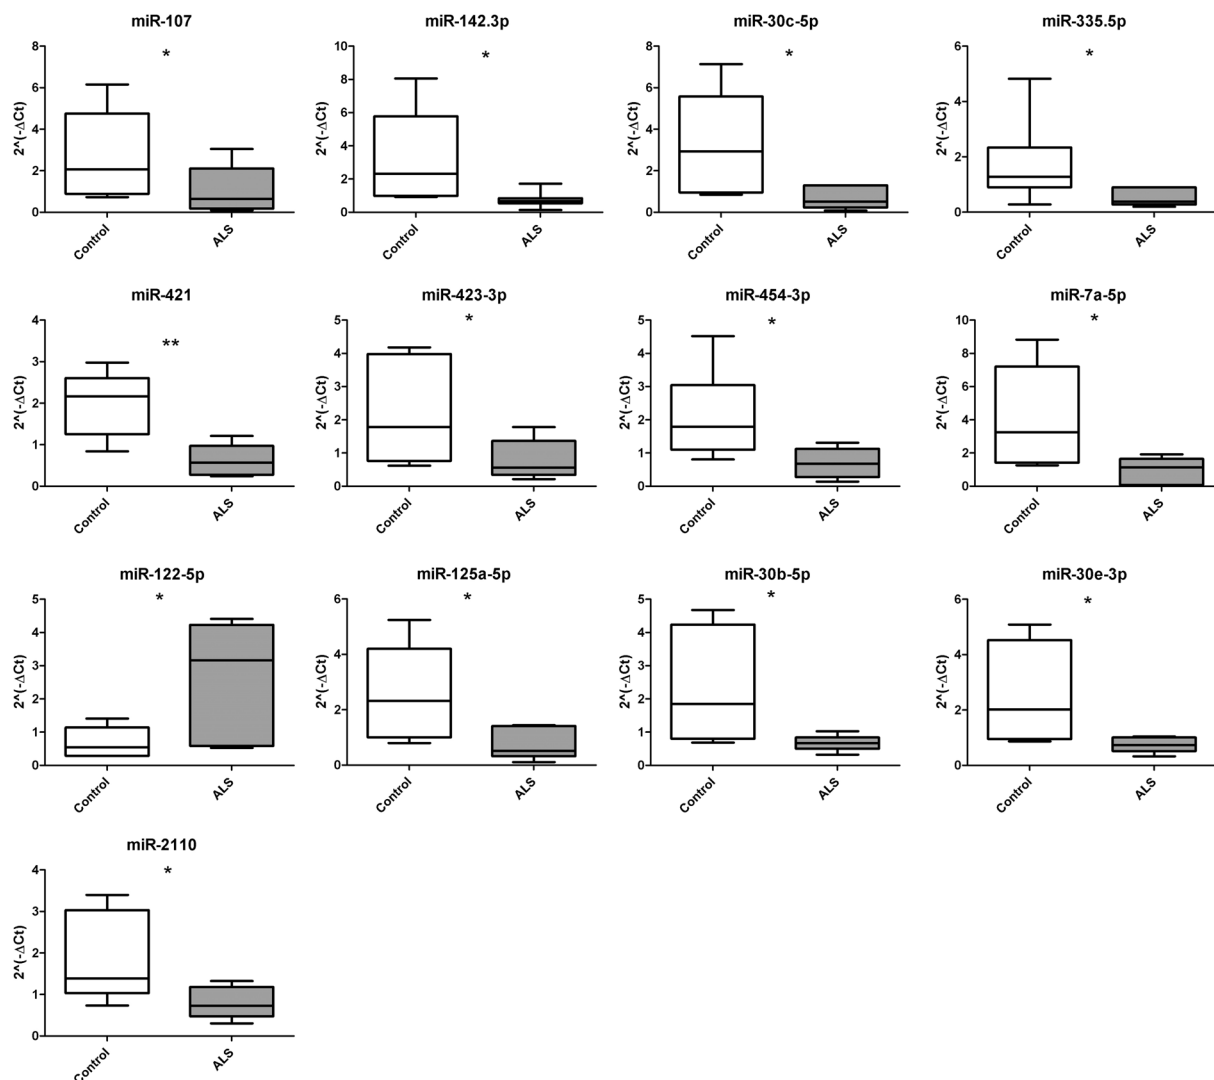 miR-107
*
2^(-ΔCt)
8
6
4
2
0
Control
ALS
miR-142.3p
*
2^(-ΔCt)
10
8
6
4
2
0
Control
ALS
miR-30c-5p
*
2^(-ΔCt)
8
6
4
2
0
Control
ALS
miR-335.5p
*
2^(-ΔCt)
6
4
2
0
Control
ALS
miR-421
**
2^(-ΔCt)
4
3
2
1
0
Control
ALS
miR-423-3p
*
2^(-ΔCt)
5
4
3
2
1
0
Control
ALS
miR-454-3p
*
2^(-ΔCt)
5
4
3
2
1
0
Control
ALS
miR-7a-5p
*
2^(-ΔCt)
10
8
6
4
2
0
Control
ALS
miR-122-5p
*
2^(-ΔCt)
5
4
3
2
1
0
Control
ALS
miR-125a-5p
*
2^(-ΔCt)
6
4
2
0
Control
ALS
miR-30b-5p
*
2^(-ΔCt)
5
4
3
2
1
0
Control
ALS
miR-30e-3p
*
2^(-ΔCt)
6
4
2
0
Control
ALS
miR-2110
*
2^(-ΔCt)
4
3
2
1
0
Control
ALS